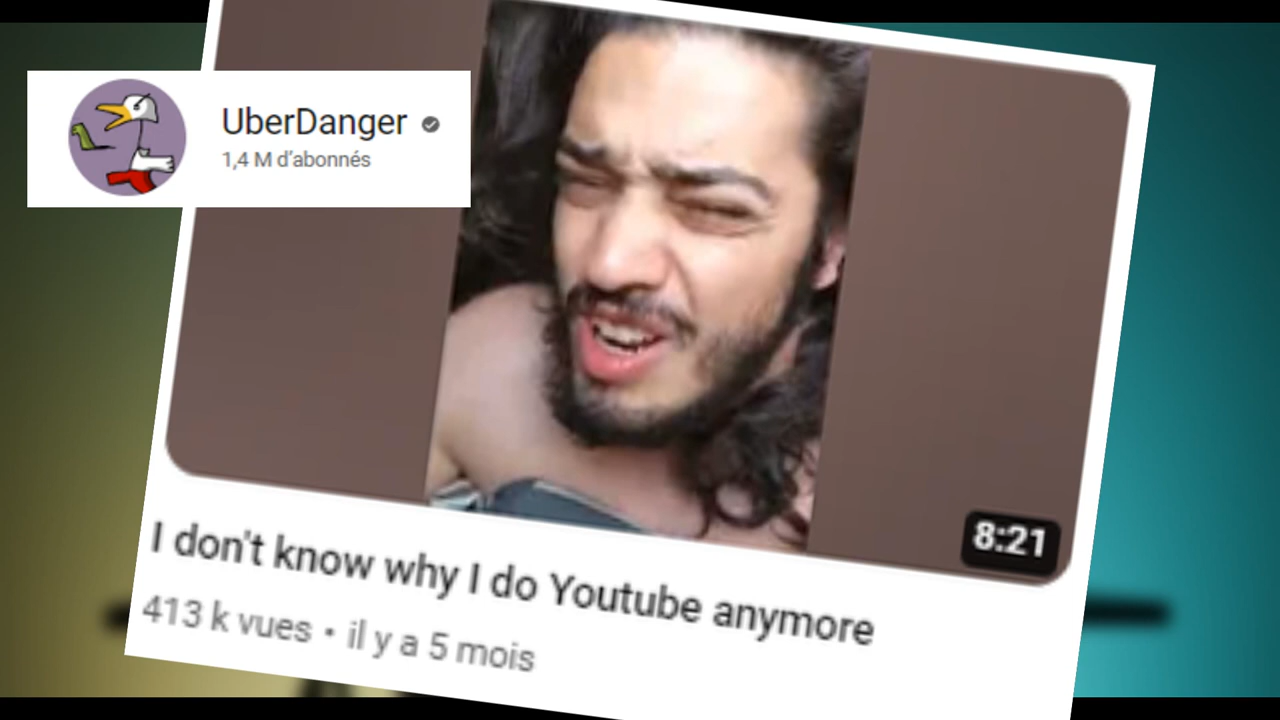 UberDanger
1,4 M d'abonnés
8:21
I don't know why I do Youtube anymore
413 k vues • il y a 5 mois